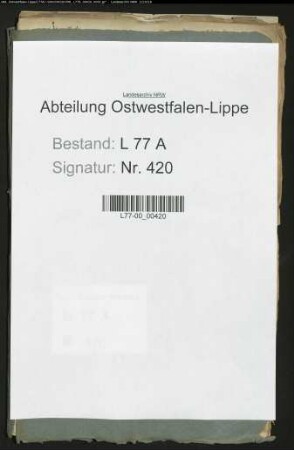 Landesarchiv NRW
Abteilung Ostwestfalen-Lippe
Bestand: L 77 A
Signatur: Nr. 420
L77-00_00420